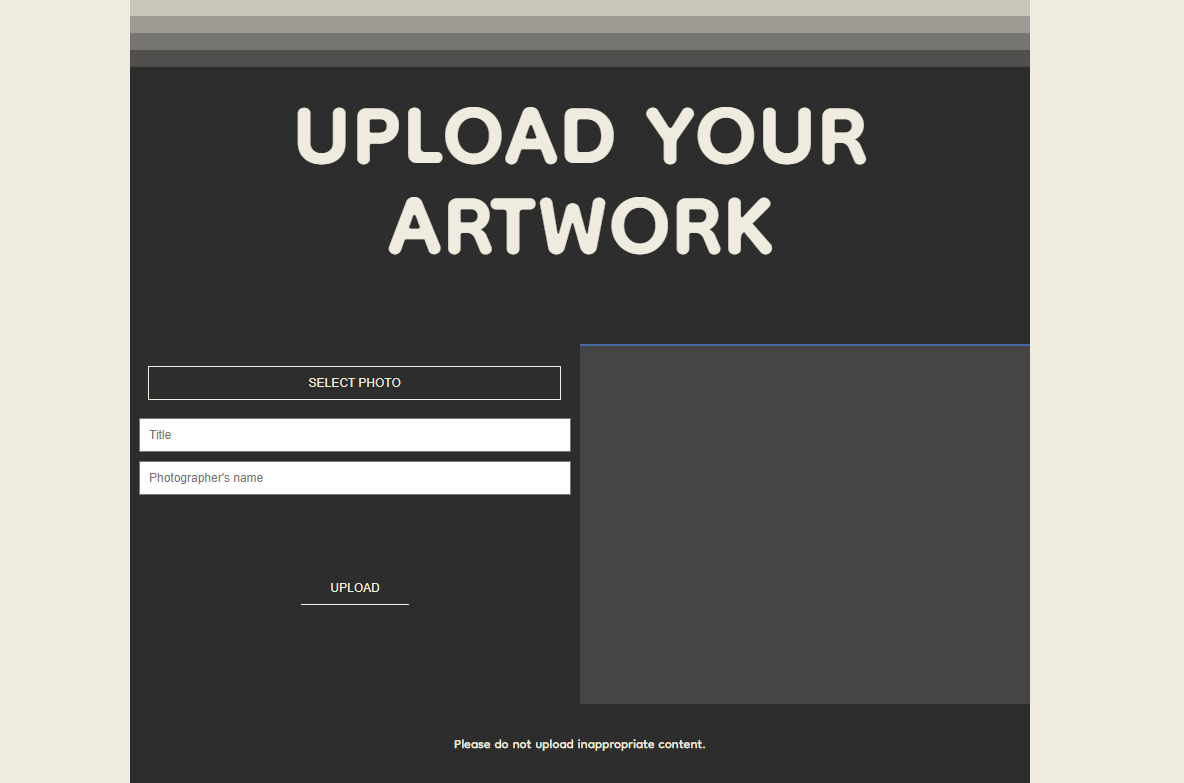 UPLOAD YOUR
ARTWORK
SELECT PHOTO
Title
Photographer's name
UPLOAD
Please do not upload inappropriate content.